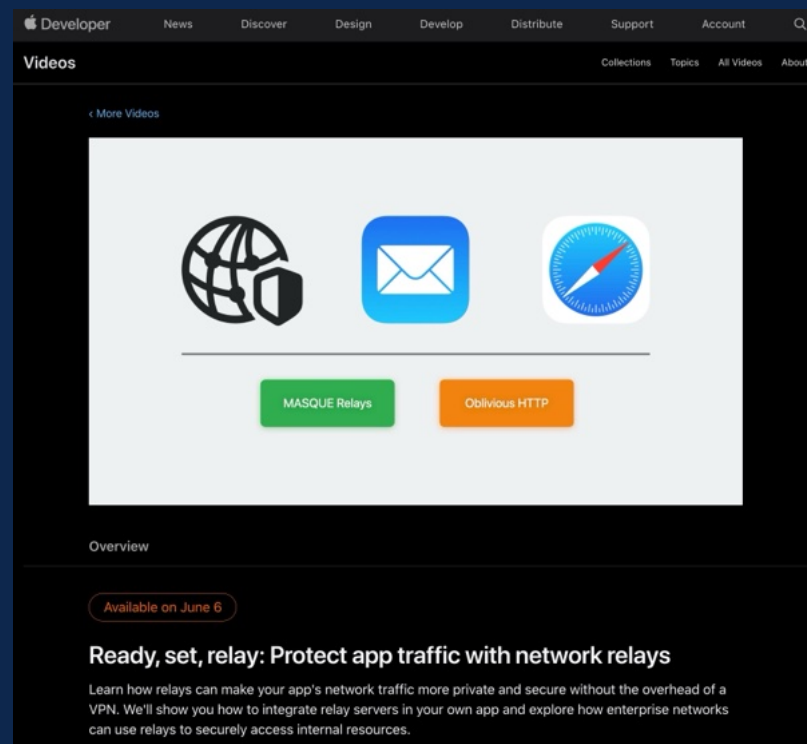 Developer News Discover Design Develop Distribute Support Account
Videos Collections Topics All Videos About
‹ More Videos
MASQUE Relays Oblivious HTTP
Overview
Available on June 6
Ready, set, relay: Protect app traffic with network relays
Learn how relays can make your app's network traffic more private and secure without the overhead of a
VPN. We'll show you how to integrate relay servers in your own app and explore how enterprise networks
can use relays to securely access internal resources.